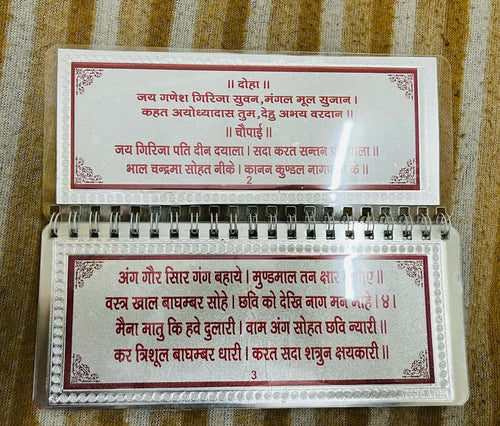 ॥ दोहा ॥
जय गणेश गिरिजा सुवन, मंगल मूल सुजान ।
कहत अयोध्यादास तुम, देहु अभय वरदान ॥
॥ चौपाई ॥
जय गिरिजा पति दीन दयाला । सदा करत सन्तन ॥
भाल चन्द्रमा सोहत नीके । कानन कुण्डल के ॥
2
अंग गौर सिर गंग बहाये । मुण्डमाल तन क्षार ॥
वस्त्र खाल बाघम्बर सोहे । छवि को देखि नाग मन मोहे ।४।
मैना मातु कि हवे दुलारी । वाम अंग सोहत छवि न्यारी ॥
कर त्रिशूल बाघम्बर धारी । करत सदा शत्रुन क्षयकारी ॥
3